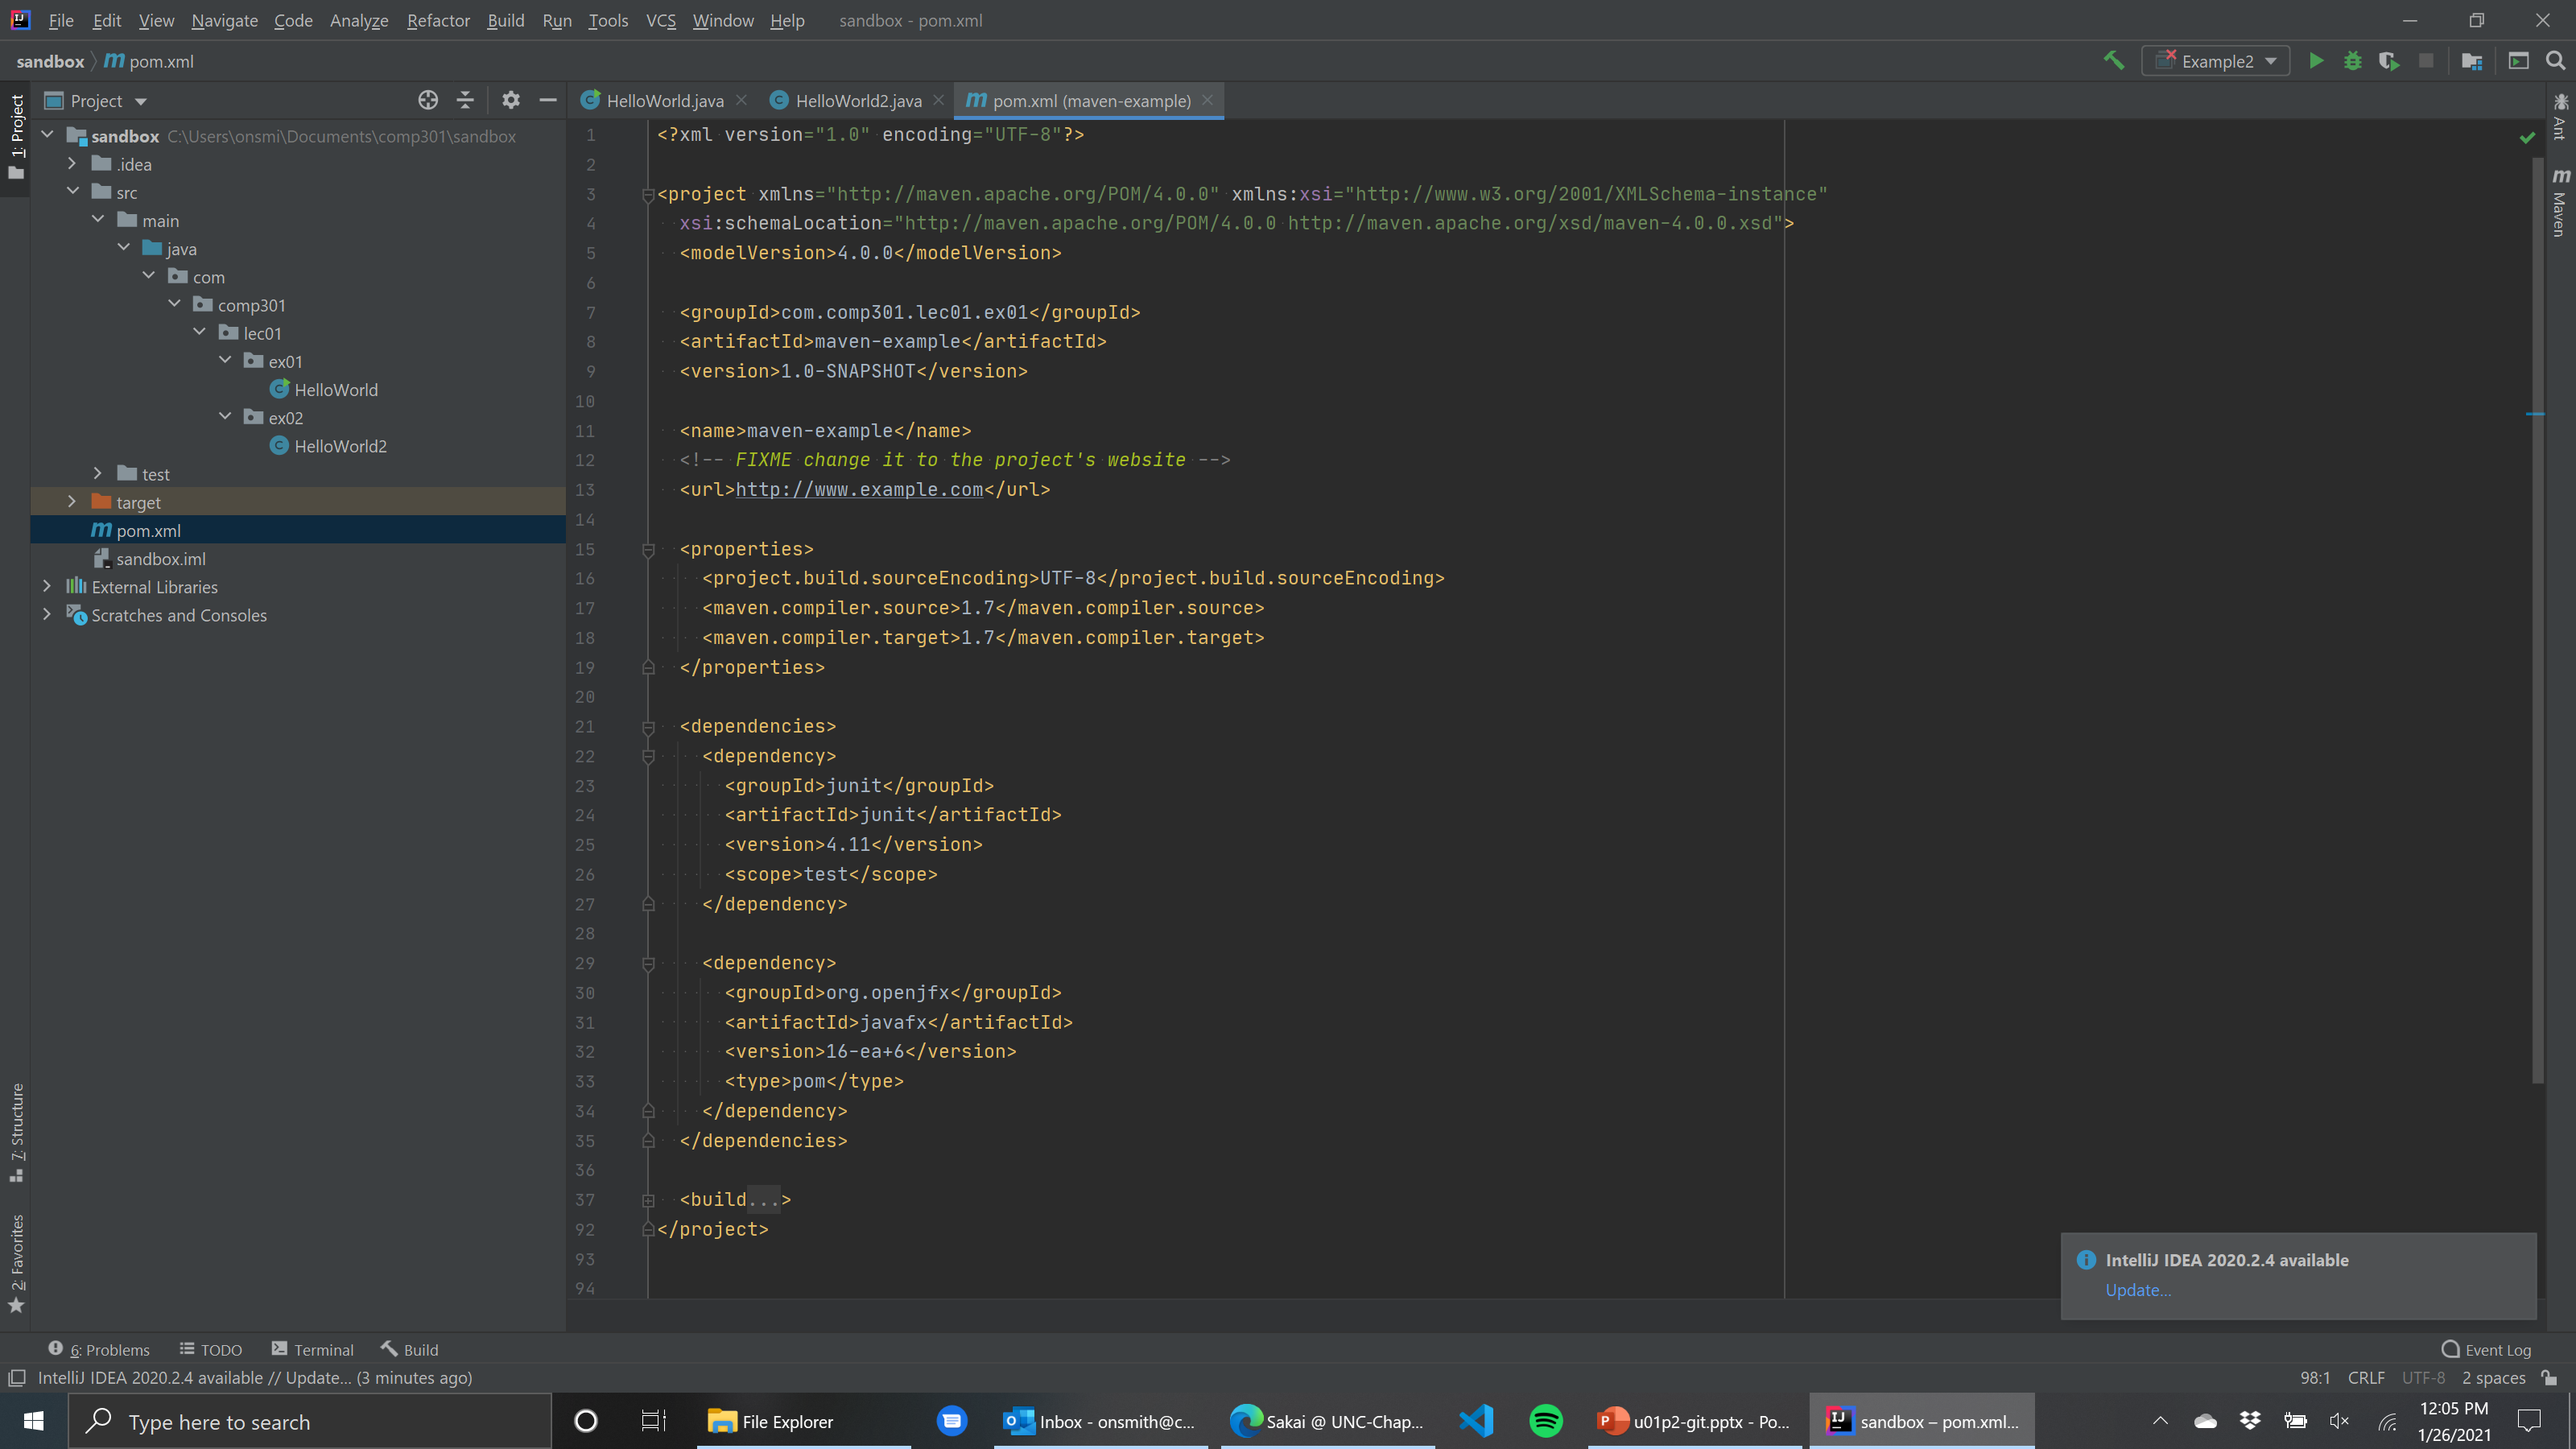 File Edit View Navigate Code Analyze Refactor Build Run Tools VCS Window Help sandbox - pom.xml
sandbox pom.xml Example2
1: Project
Project
HelloWorld.java HelloWorld2.java pom.xml (maven-example)
sandbox C:\Users\onsmi\Documents\comp301\sandbox
.idea
src
main
java
com
comp301
lec01
ex01
HelloWorld
ex02
HelloWorld2
test
target
pom.xml
sandbox.iml
External Libraries
Scratches and Consoles
7: Structure
2: Favorites
1 <?xml version="1.0" encoding="UTF-8"?>
2
3 <project xmlns="http://maven.apache.org/POM/4.0.0" xmlns:xsi="http://www.w3.org/2001/XMLSchema-instance"
4 xsi:schemaLocation="http://maven.apache.org/POM/4.0.0 http://maven.apache.org/xsd/maven-4.0.0.xsd">
5 <modelVersion>4.0.0</modelVersion>
6
7 <groupId>com.comp301.lec01.ex01</groupId>
8 <artifactId>maven-example</artifactId>
9 <version>1.0-SNAPSHOT</version>
10
11 <name>maven-example</name>
12 <!-- FIXME change it to the project's website -->
13 <url>http://www.example.com</url>
14
15 <properties>
16 <project.build.sourceEncoding>UTF-8</project.build.sourceEncoding>
17 <maven.compiler.source>1.7</maven.compiler.source>
18 <maven.compiler.target>1.7</maven.compiler.target>
19 </properties>
20
21 <dependencies>
22 <dependency>
23 <groupId>junit</groupId>
24 <artifactId>junit</artifactId>
25 <version>4.11</version>
26 <scope>test</scope>
27 </dependency>
28
29 <dependency>
30 <groupId>org.openjfx</groupId>
31 <artifactId>javafx</artifactId>
32 <version>16-ea+6</version>
33 <type>pom</type>
34 </dependency>
35 </dependencies>
36
37 <build...>
92 </project>
93
94
Ant
Maven
IntelliJ IDEA 2020.2.4 available
Update...
6: Problems TODO Terminal Build Event Log
IntelliJ IDEA 2020.2.4 available // Update... (3 minutes ago) 98:1 CRLF UTF-8 2 spaces
Type here to search File Explorer Inbox - onsmith@c... Sakai @ UNC-Chap... u01p2-git.pptx - Po... sandbox – pom.xml... 12:05 PM
1/26/2021